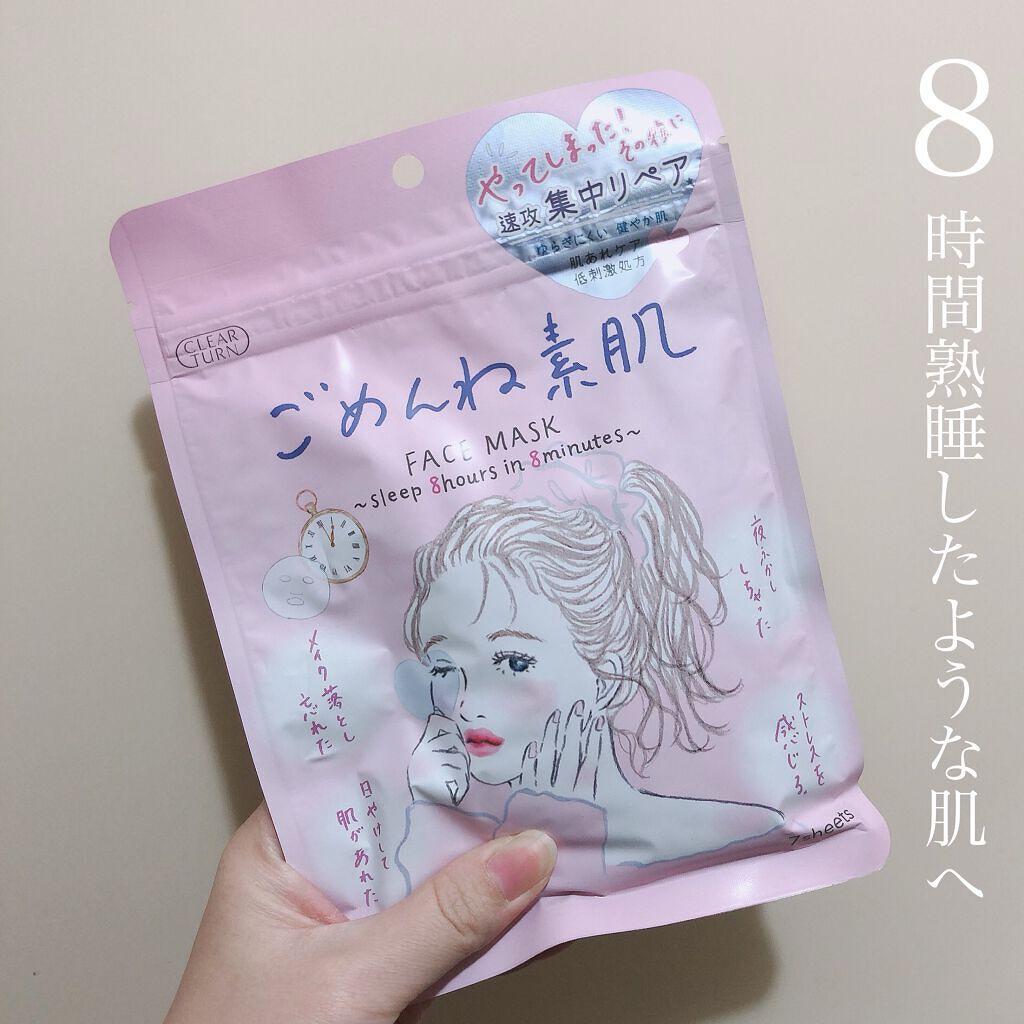 8時間熟睡したような肌へ
やってしまった!その夜に
速攻 集中リペア
ゆらぎにくい 健やか肌
肌あれケア
低刺激処方
CLEAR
TURN
ごめんね素肌
FACE MASK
~sleep 8hours in 8minutes~
夜ふかし
しちゃった
メイク落とし
忘れた
ストレスを
感じる。
日やけして
肌があれた
7sheets